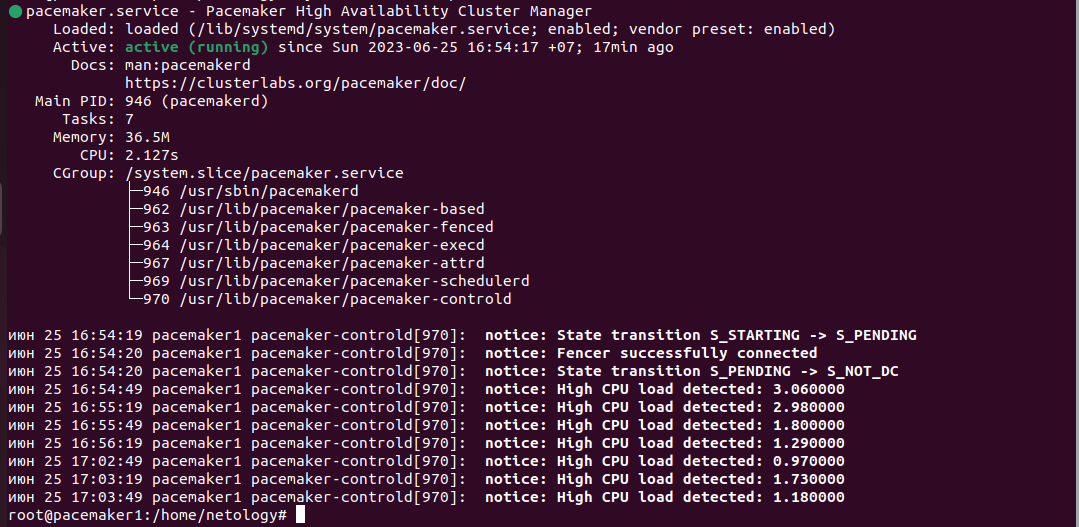 pacemaker.service - Pacemaker High Availability Cluster Manager
Loaded: loaded (/lib/systemd/system/pacemaker.service; enabled; vendor preset: enabled)
Active: active (running) since Sun 2023-06-25 16:54:17 +07; 17min ago
Docs: man:pacemakerd
https://clusterlabs.org/pacemaker/doc/
Main PID: 946 (pacemakerd)
Tasks: 7
Memory: 36.5M
CPU: 2.127s
CGroup: /system.slice/pacemaker.service
├─946 /usr/sbin/pacemakerd
├─962 /usr/lib/pacemaker/pacemaker-based
├─963 /usr/lib/pacemaker/pacemaker-fenced
├─964 /usr/lib/pacemaker/pacemaker-execd
├─967 /usr/lib/pacemaker/pacemaker-attrd
├─969 /usr/lib/pacemaker/pacemaker-schedulerd
└─970 /usr/lib/pacemaker/pacemaker-controld
июн 25 16:54:19 pacemaker1 pacemaker-controld[970]:  notice: State transition S_STARTING -> S_PENDING
июн 25 16:54:20 pacemaker1 pacemaker-controld[970]:  notice: Fencer successfully connected
июн 25 16:54:20 pacemaker1 pacemaker-controld[970]:  notice: State transition S_PENDING -> S_NOT_DC
июн 25 16:54:49 pacemaker1 pacemaker-controld[970]:  notice: High CPU load detected: 3.060000
июн 25 16:55:19 pacemaker1 pacemaker-controld[970]:  notice: High CPU load detected: 2.980000
июн 25 16:55:49 pacemaker1 pacemaker-controld[970]:  notice: High CPU load detected: 1.800000
июн 25 16:56:19 pacemaker1 pacemaker-controld[970]:  notice: High CPU load detected: 1.290000
июн 25 17:02:49 pacemaker1 pacemaker-controld[970]:  notice: High CPU load detected: 0.970000
июн 25 17:03:19 pacemaker1 pacemaker-controld[970]:  notice: High CPU load detected: 1.730000
июн 25 17:03:49 pacemaker1 pacemaker-controld[970]:  notice: High CPU load detected: 1.180000
root@pacemaker1:/home/netology#